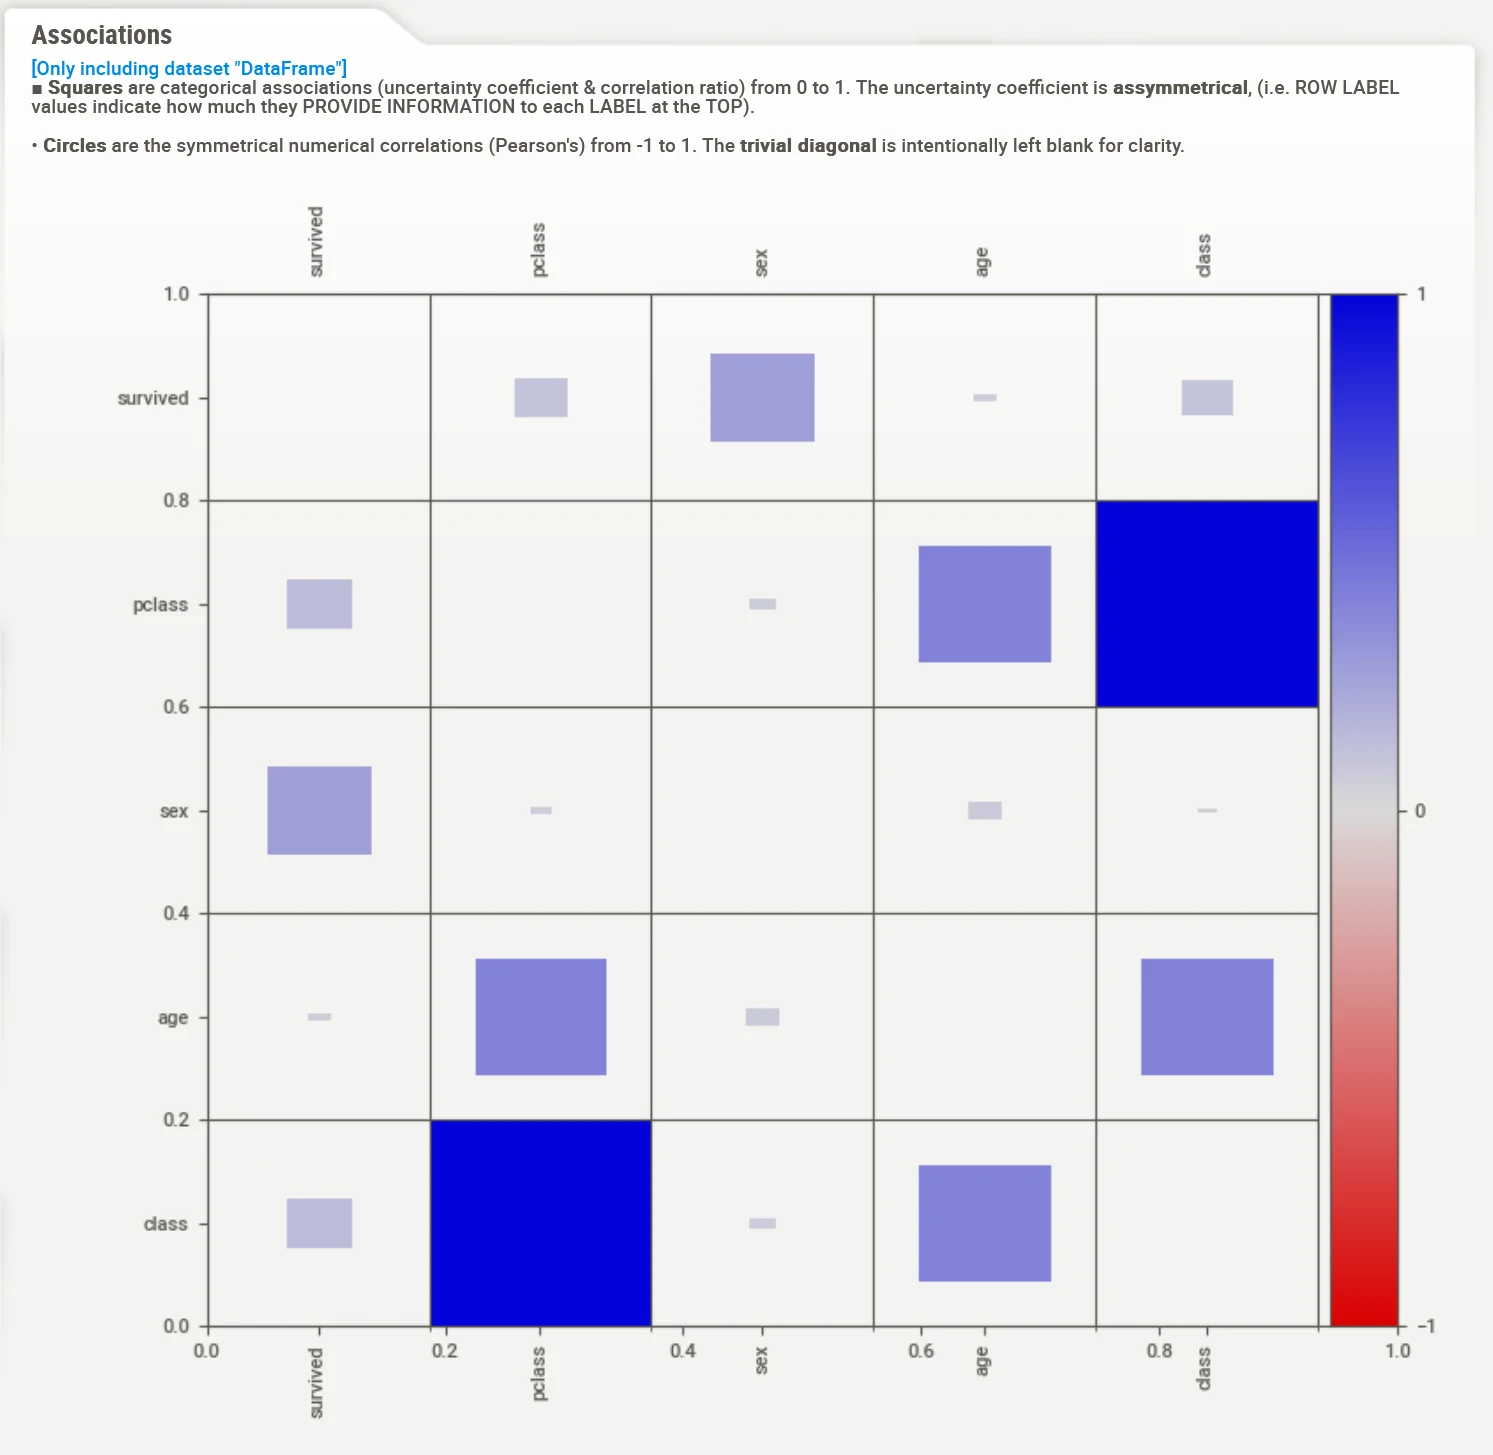 Associations
[Only including dataset "DataFrame"]
■ Squares are categorical associations (uncertainty coefficient & correlation ratio) from 0 to 1. The uncertainty coefficient is assymmetrical, (i.e. ROW LABEL
values indicate how much they PROVIDE INFORMATION to each LABEL at the TOP).
• Circles are the symmetrical numerical correlations (Pearson's) from -1 to 1. The trivial diagonal is intentionally left blank for clarity.
survived pclass sex age class
1.0 1
survived
0.8
pclass
0.6
sex 0
0.4
age
0.2
class
0.0 −1
0.0 0.2 0.4 0.6 0.8 1.0
survived pclass sex age class